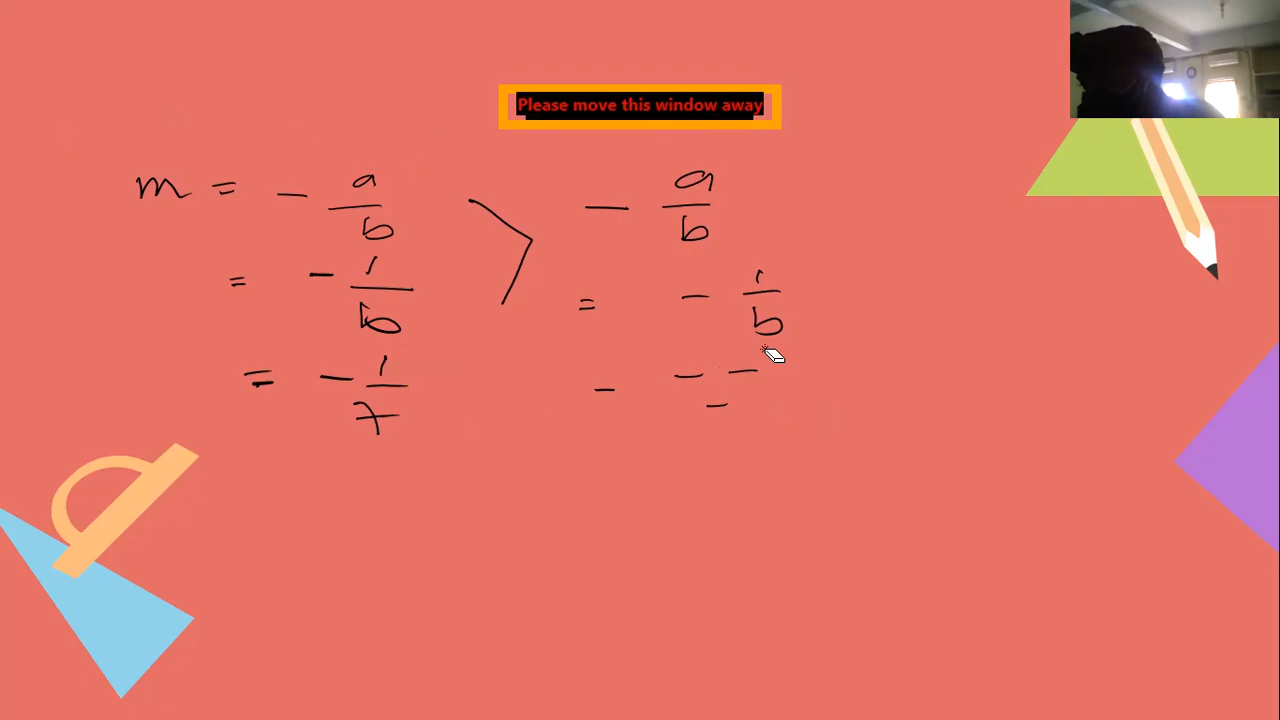 Please move this window away
m = - a/b
= - 1/b
= - 1/7
- a/b
= - 1/b
- - -
-